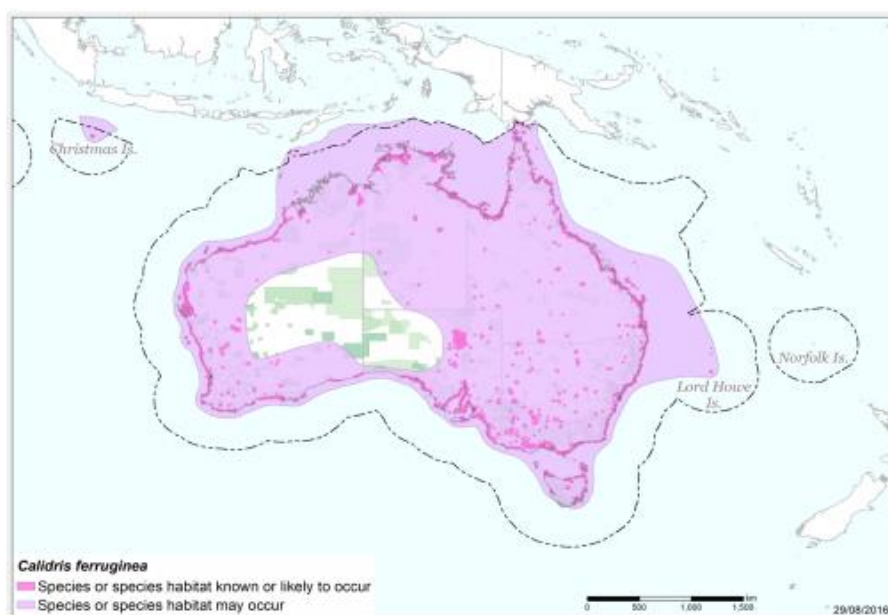 Christmas Is.
Norfolk Is.
Lord Howe
Is.
Calidris ferruginea
Species or species habitat known or likely to occur
Species or species habitat may occur
km
0 500 1,000 1,500
29/08/2016